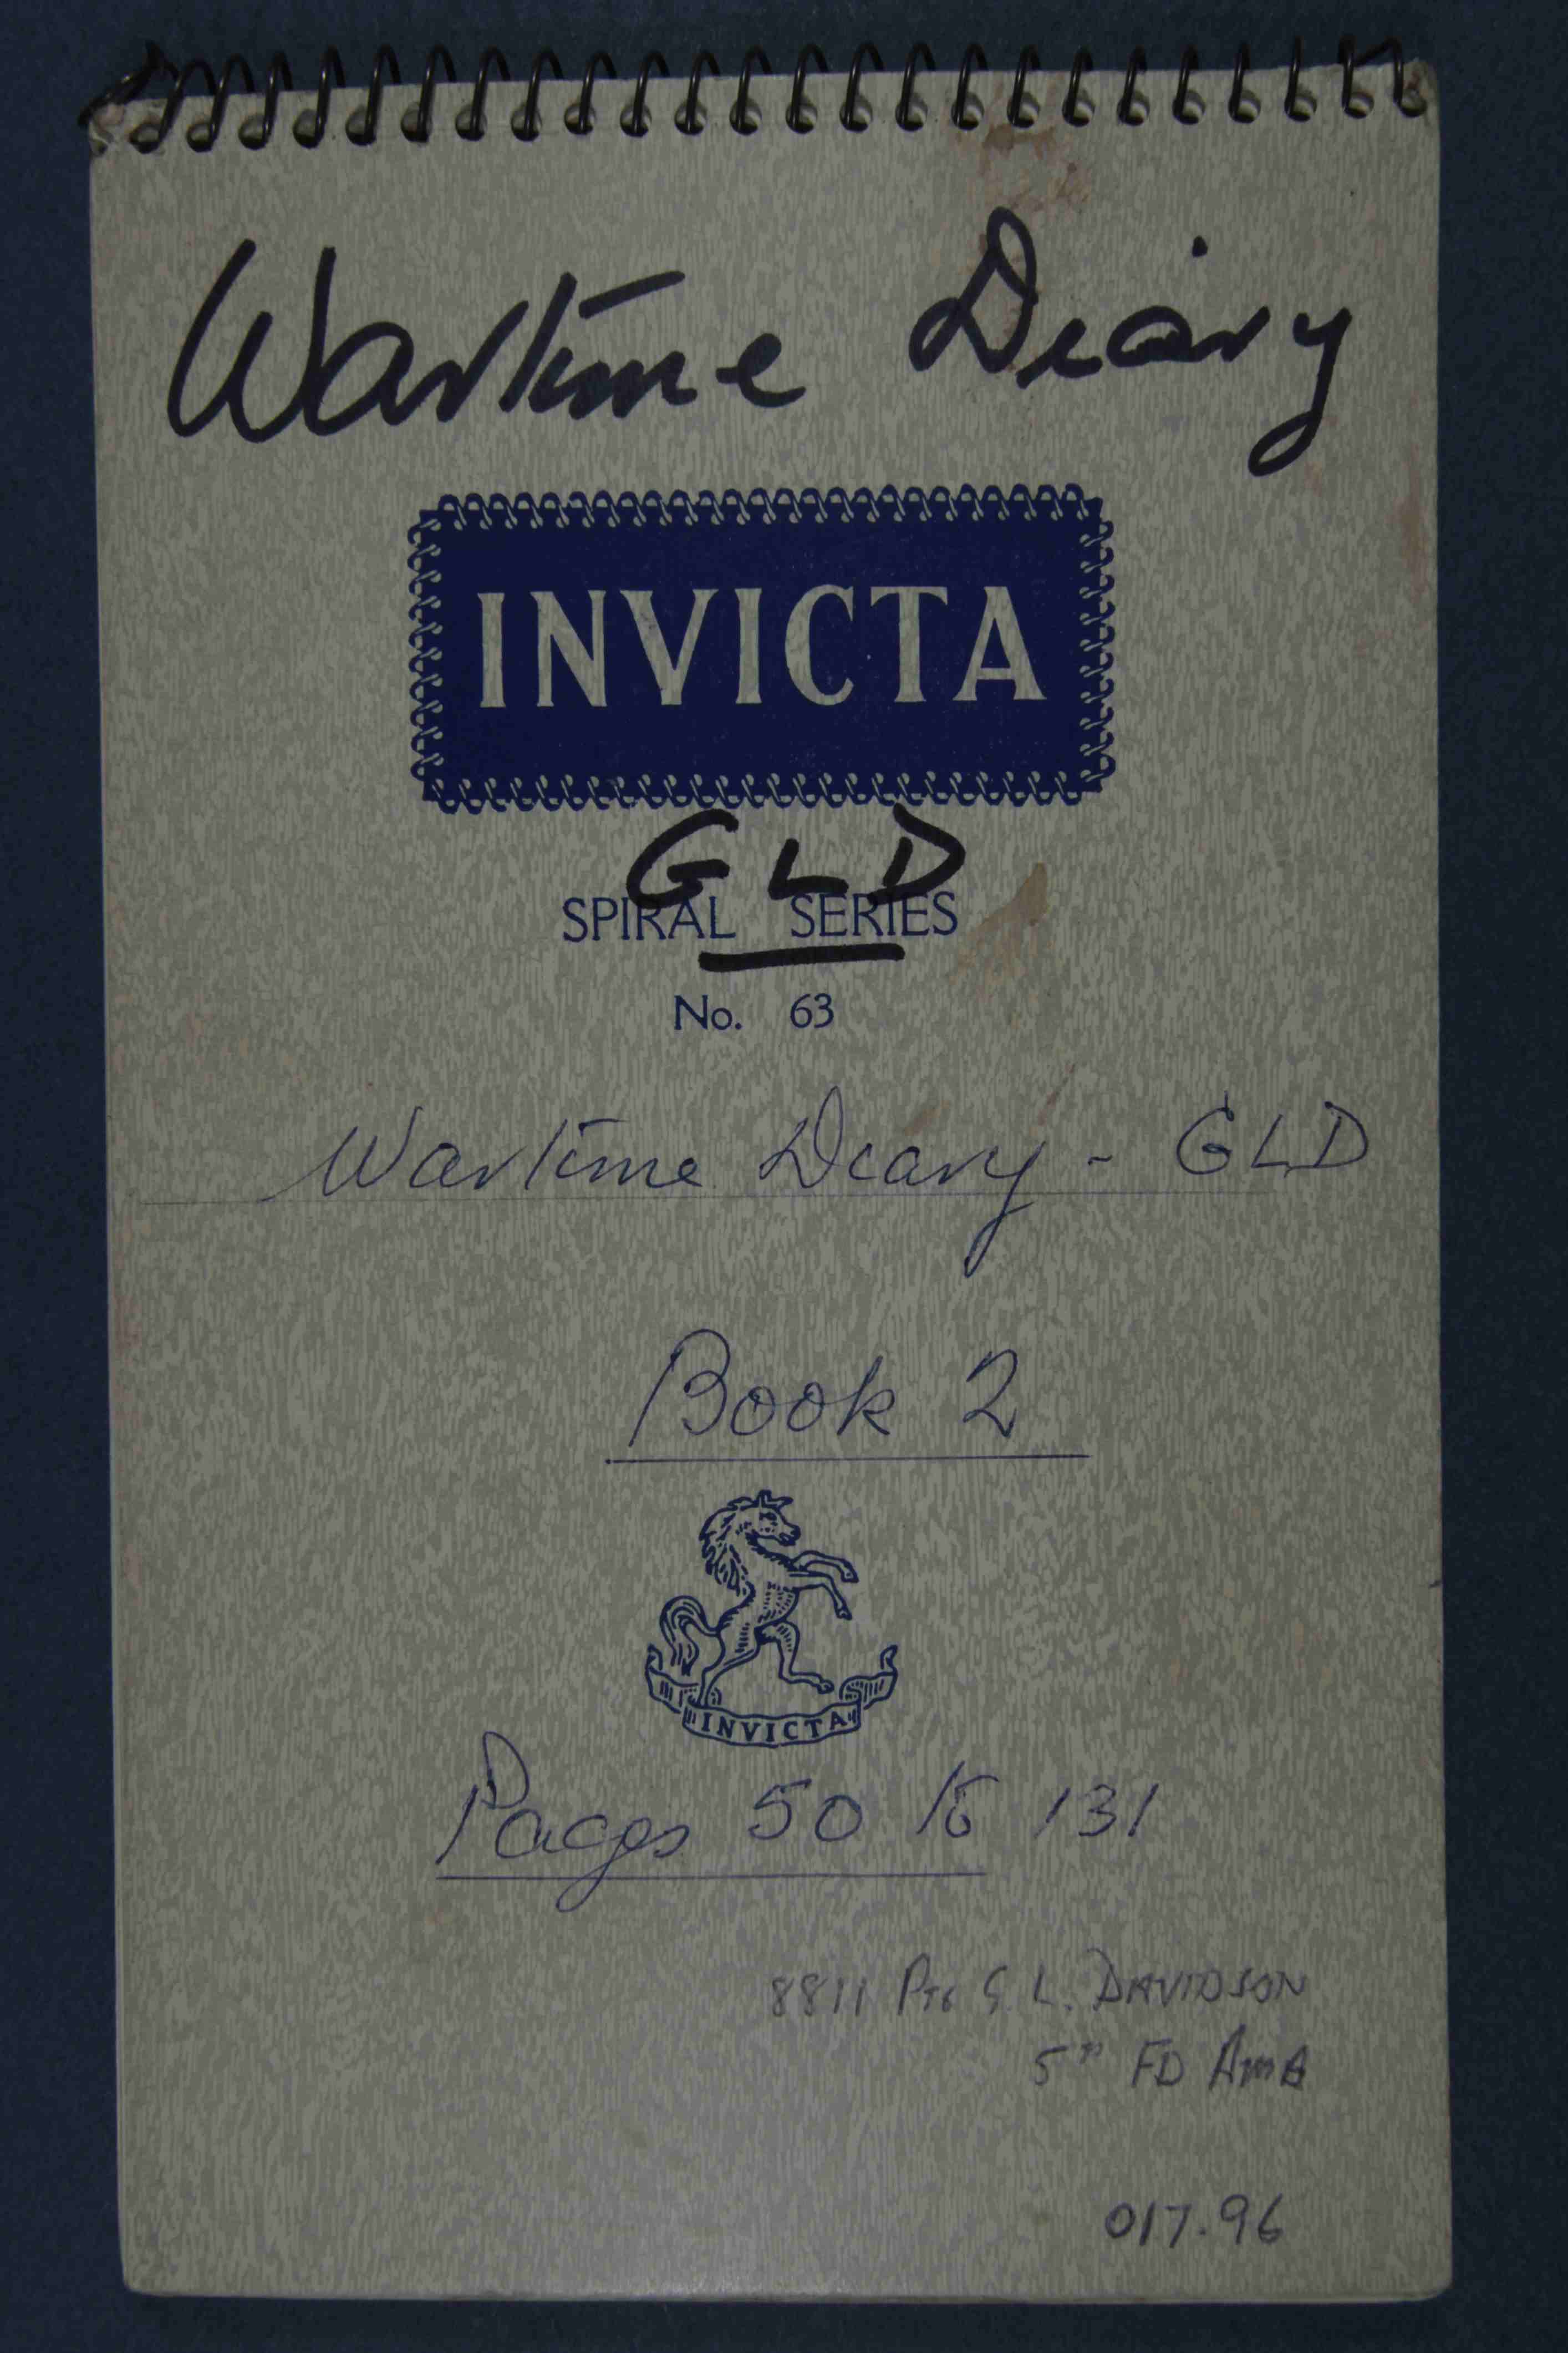 Wartime Diary
INVICTA
GLD
SPIRAL SERIES
No. 63
Wartime Diary - GLD
Book 2
INVICTA
Pages 50 to 131
8811 Pte G L. DAVIDSON
5th FD AMB
017.96